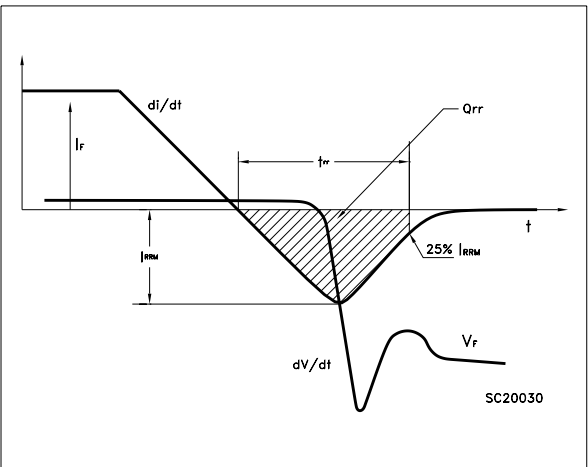 di/dt
Qrr
IF
trr
t
IRRM
25% IRRM
dV/dt
VF
SC20030